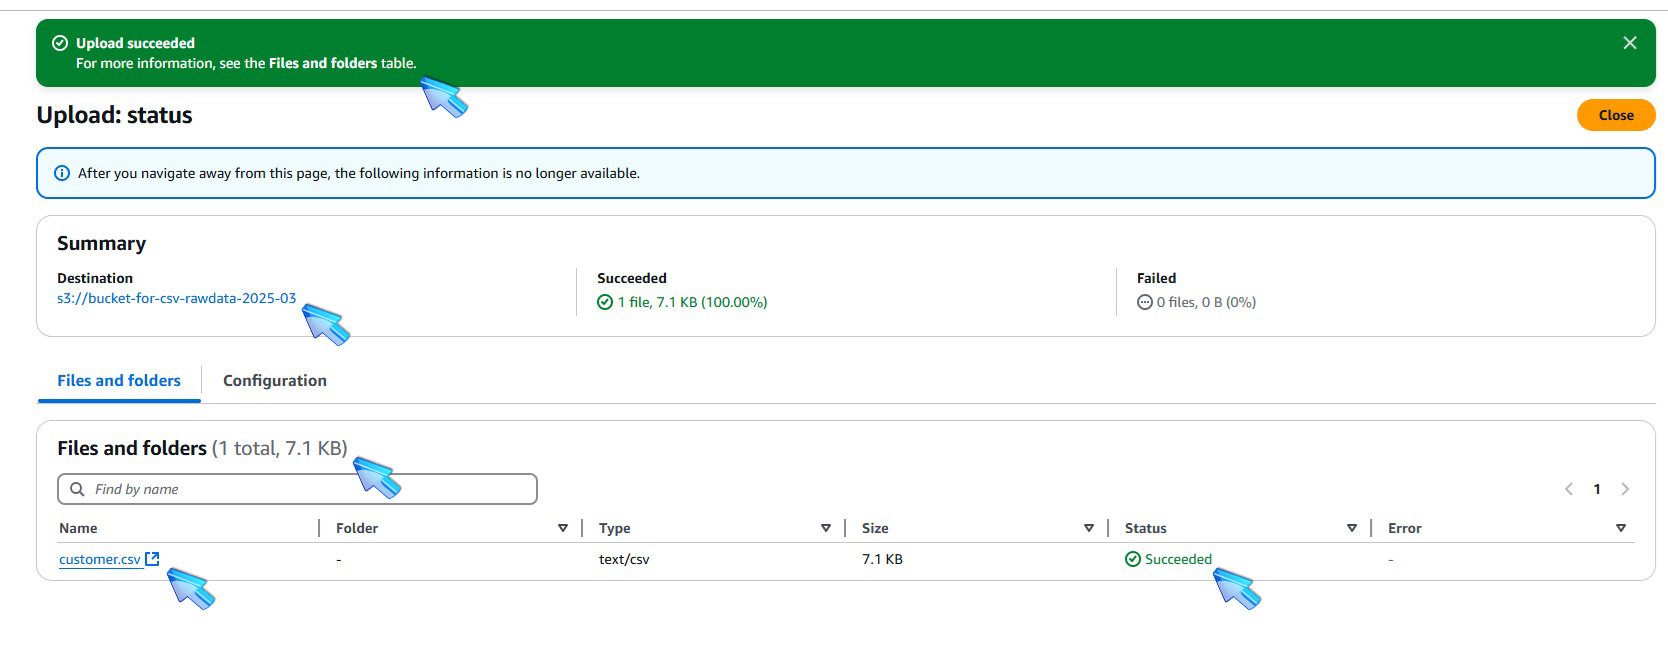 Upload succeeded
For more information, see the Files and folders table.
Upload: status
Close
After you navigate away from this page, the following information is no longer available.
Summary
Destination
s3://bucket-for-csv-rawdata-2025-03
Succeeded
1 file, 7.1 KB (100.00%)
Failed
0 files, 0 B (0%)
Files and folders
Configuration
Files and folders (1 total, 7.1 KB)
Find by name
1
Name Folder Type Size Status Error
customer.csv - text/csv 7.1 KB Succeeded -